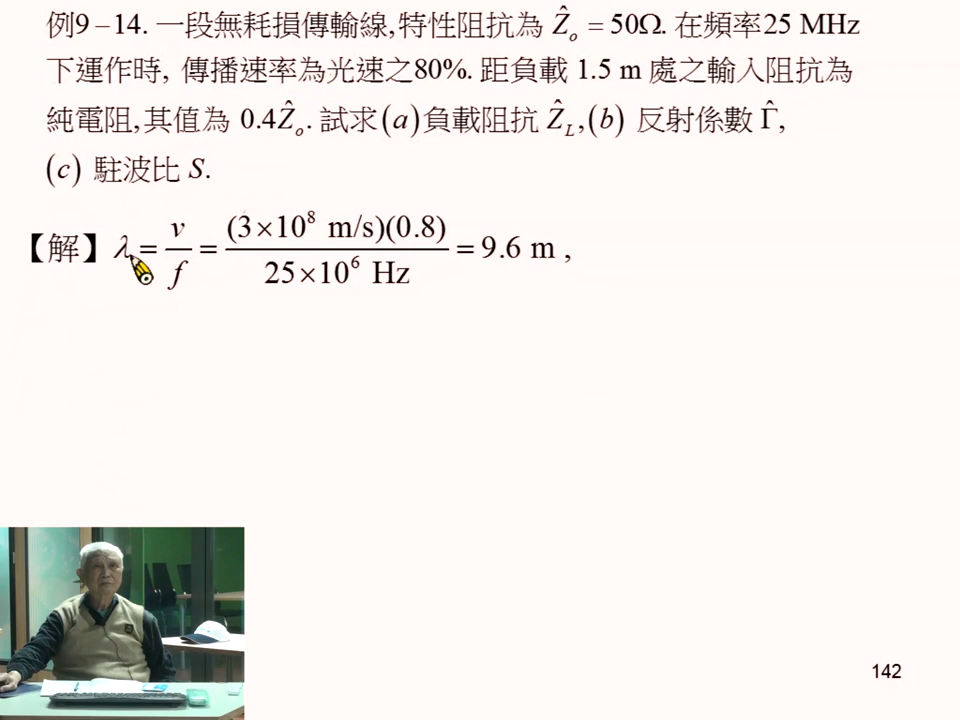 例9－14. 一段無耗損傳輸線,特性阻抗為 Ẑₒ = 50Ω. 在頻率25 MHz
下運作時, 傳播速率為光速之80%. 距負載 1.5 m 處之輸入阻抗為
純電阻,其值為 0.4Ẑₒ. 試求(a)負載阻抗 Ẑ_L,(b) 反射係數 Γ̂,
(c) 駐波比 S.
【解】λ = v/f = (3×10⁸ m/s)(0.8) / 25×10⁶ Hz = 9.6 m ,
142